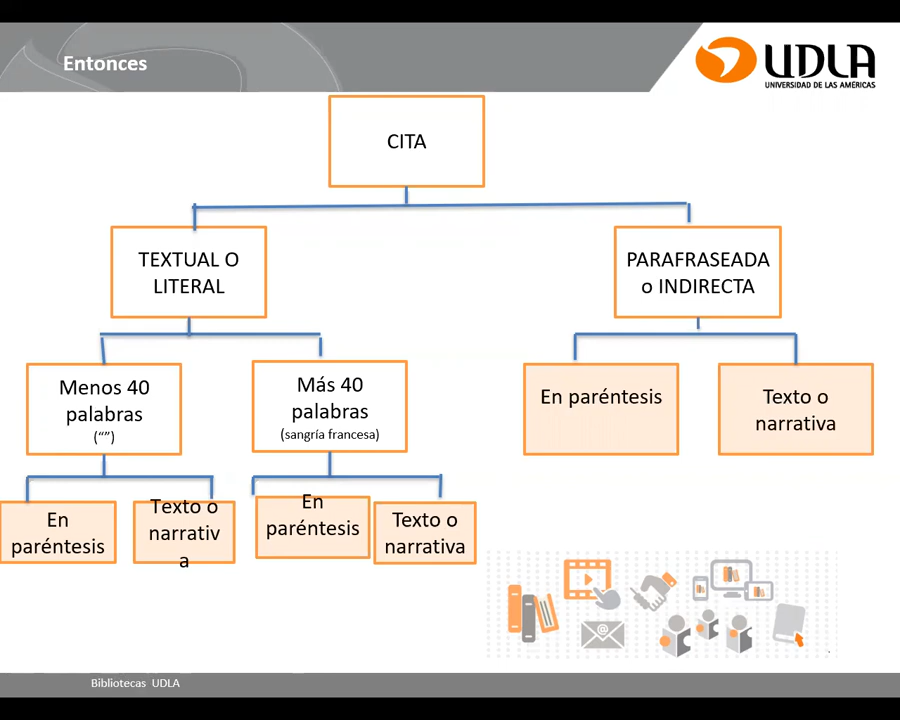 Entonces
UDLA
UNIVERSIDAD DE LAS AMÉRICAS
CITA
TEXTUAL O
LITERAL
PARAFRASEADA
o INDIRECTA
Menos 40
palabras
(“”)
Más 40
palabras
(sangría francesa)
En paréntesis
Texto o
narrativa
En
paréntesis
Texto o
narrativ
a
En
paréntesis
Texto o
narrativa
@
Bibliotecas UDLA